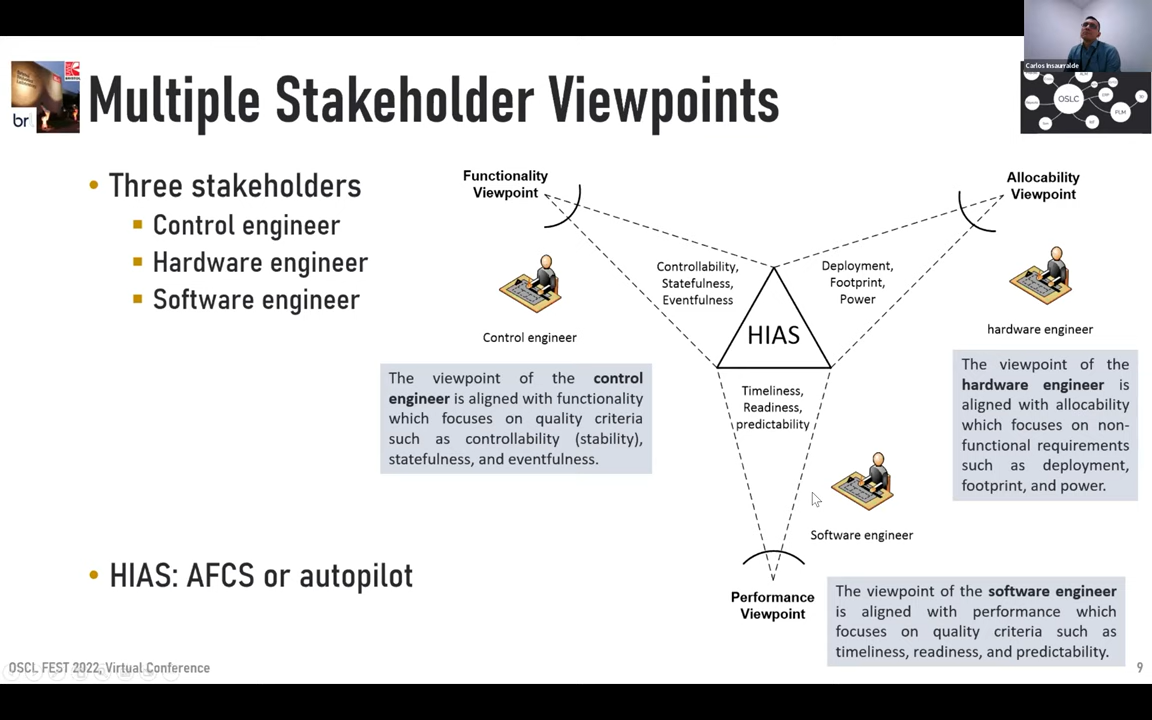 Carlos Insaurralde
br
Multiple Stakeholder Viewpoints
OSLC
PLM
• Three stakeholders
▪ Control engineer
▪ Hardware engineer
▪ Software engineer
Functionality
Viewpoint
Allocability
Viewpoint
Controllability,
Statefulness,
Eventfulness
Deployment,
Footprint,
Power
HIAS
Control engineer
hardware engineer
The viewpoint of the control
engineer is aligned with functionality
which focuses on quality criteria
such as controllability (stability),
statefulness, and eventfulness.
The viewpoint of the
hardware engineer is
aligned with allocability
which focuses on non-
functional requirements
such as deployment,
footprint, and power.
Timeliness,
Readiness,
predictability
Software engineer
• HIAS: AFCS or autopilot
Performance
Viewpoint
The viewpoint of the software engineer
is aligned with performance which
focuses on quality criteria such as
timeliness, readiness, and predictability.
OSCL FEST 2022, Virtual Conference
9